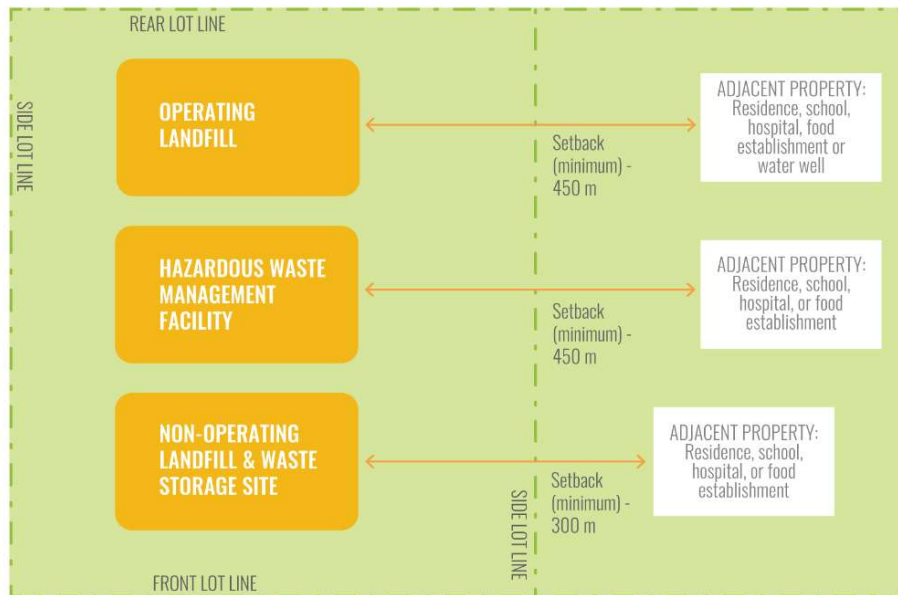 REAR LOT LINE
SIDE LOT LINE
OPERATING
LANDFILL
Setback
(minimum) -
450 m
ADJACENT PROPERTY:
Residence, school,
hospital, food
establishment or
water well
HAZARDOUS WASTE
MANAGEMENT
FACILITY
Setback
(minimum) -
450 m
ADJACENT PROPERTY:
Residence, school,
hospital, or food
establishment
NON-OPERATING
LANDFILL & WASTE
STORAGE SITE
Setback
(minimum) -
300 m
ADJACENT PROPERTY:
Residence, school,
hospital, or food
establishment
SIDE LOT LINE
FRONT LOT LINE